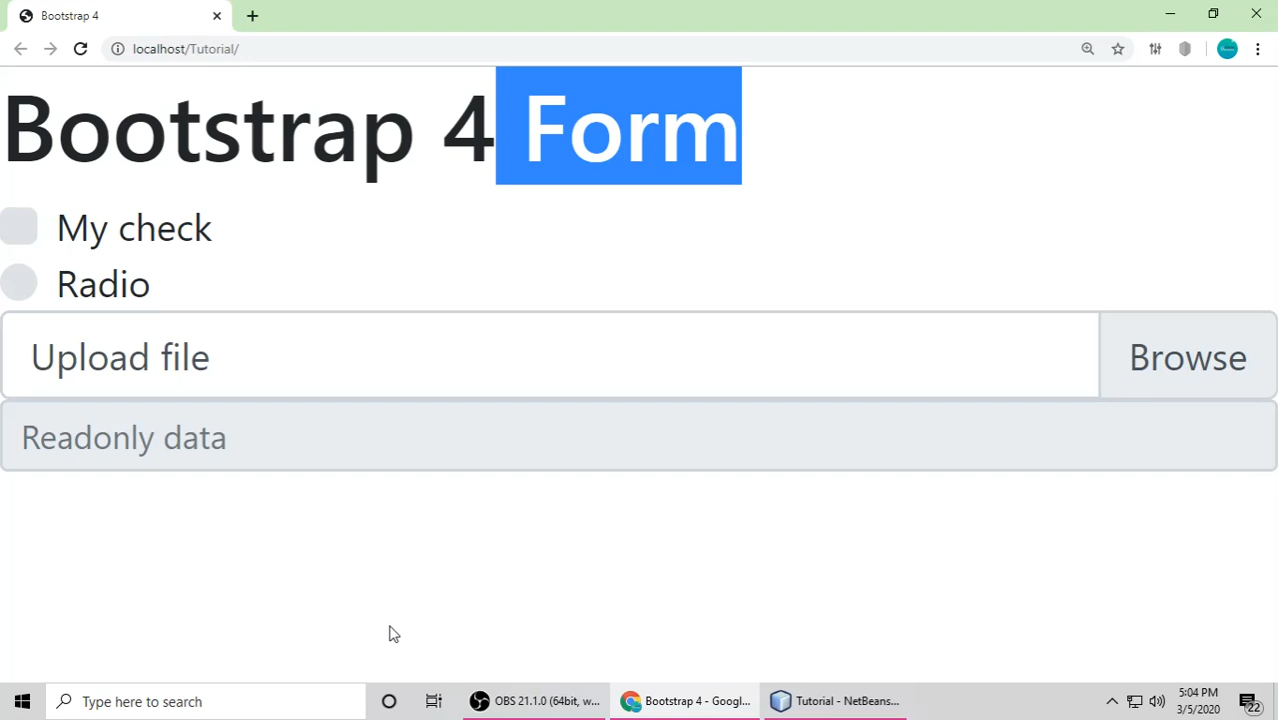 Bootstrap 4
localhost/Tutorial/
Bootstrap 4 Form
My check
Radio
Upload file
Browse
Readonly data
Type here to search
OBS 21.1.0 (64bit, w...
Bootstrap 4 - Googl...
Tutorial - NetBeans...
5:04 PM
3/5/2020
22